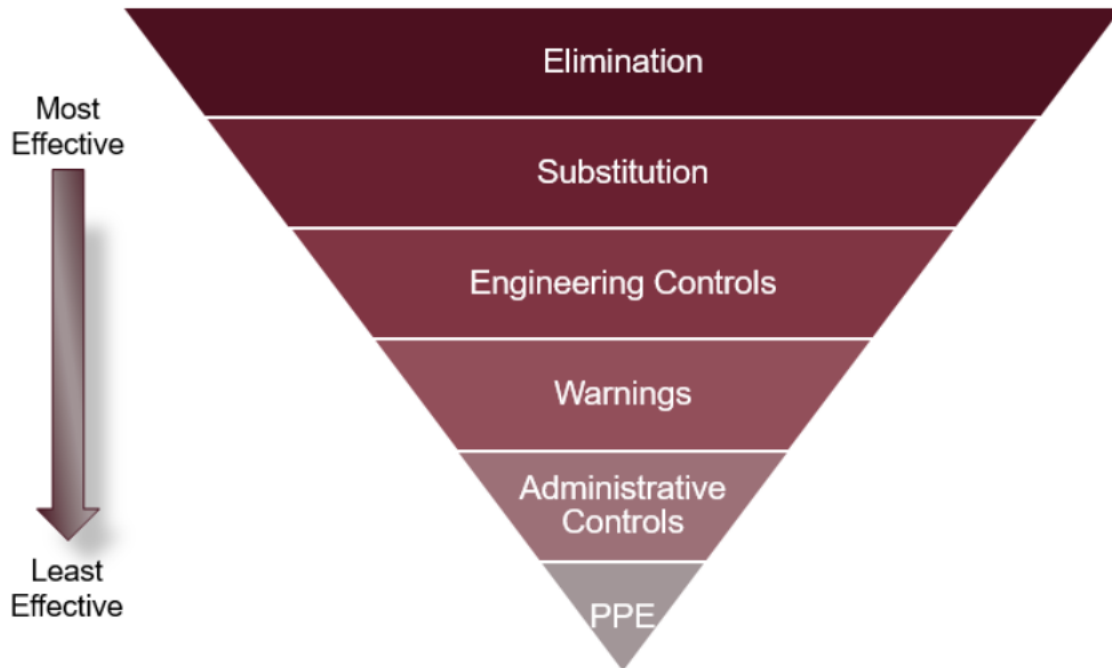 Elimination
Most
Effective
Substitution
Engineering Controls
Warnings
Administrative
Controls
Least
Effective
PPE